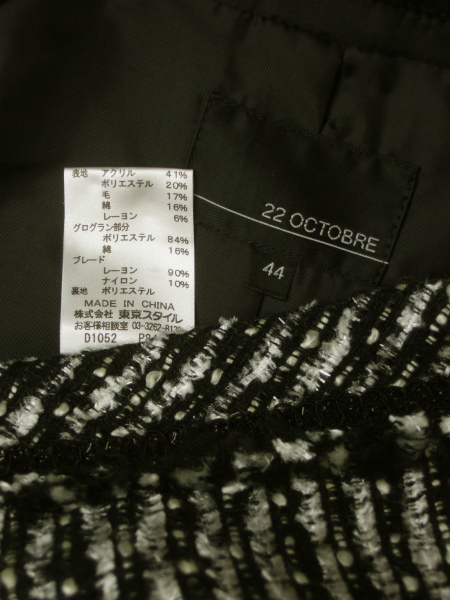 表地 アクリル 41%
ポリエステル 20%
毛 17%
綿 16%
レーヨン 6%
グログラン部分
ポリエステル 84%
綿 16%
ブレード
レーヨン 90%
ナイロン 10%
裏地 ポリエステル
MADE IN CHINA
株式会社 東京スタイル
お客様相談室 03-3262-8130
D1052
22 OCTOBRE
44